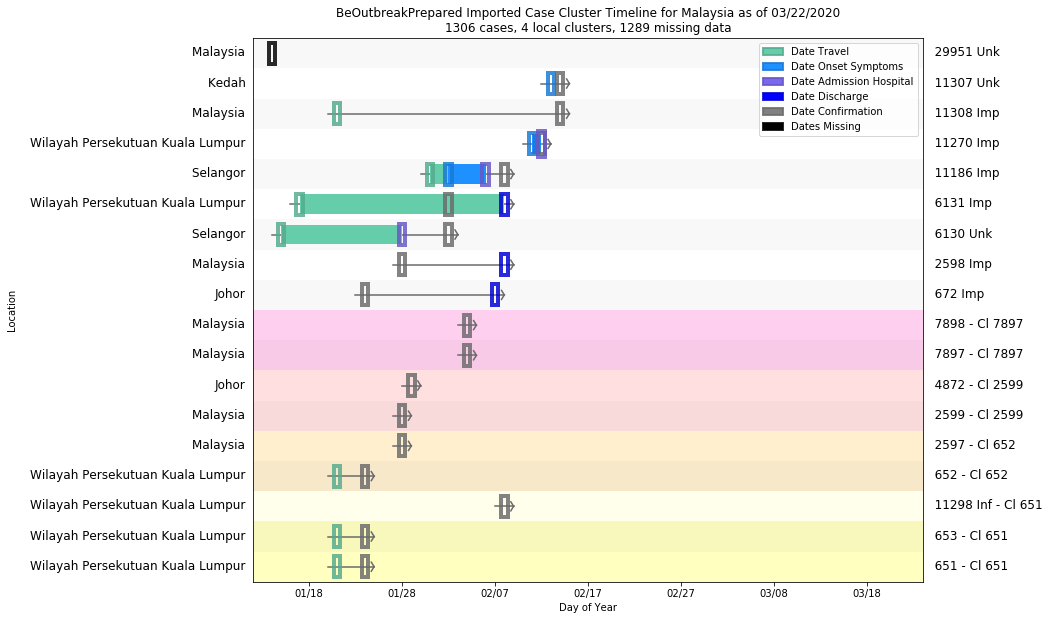 BeOutbreakPrepared Imported Case Cluster Timeline for Malaysia as of 03/22/2020
1306 cases, 4 local clusters, 1289 missing data
Date Travel
Date Onset Symptoms
Date Admission Hospital
Date Discharge
Date Confirmation
Dates Missing
Location
Malaysia 29951 Unk
Kedah 11307 Unk
Malaysia 11308 Imp
Wilayah Persekutuan Kuala Lumpur 11270 Imp
Selangor 11186 Imp
Wilayah Persekutuan Kuala Lumpur 6131 Imp
Selangor 6130 Unk
Malaysia 2598 Imp
Johor 672 Imp
Malaysia 7898 - Cl 7897
Malaysia 7897 - Cl 7897
Johor 4872 - Cl 2599
Malaysia 2599 - Cl 2599
Malaysia 2597 - Cl 652
Wilayah Persekutuan Kuala Lumpur 652 - Cl 652
Wilayah Persekutuan Kuala Lumpur 11298 Inf - Cl 651
Wilayah Persekutuan Kuala Lumpur 653 - Cl 651
Wilayah Persekutuan Kuala Lumpur 651 - Cl 651
01/18 01/28 02/07 02/17 02/27 03/08 03/18
Day of Year